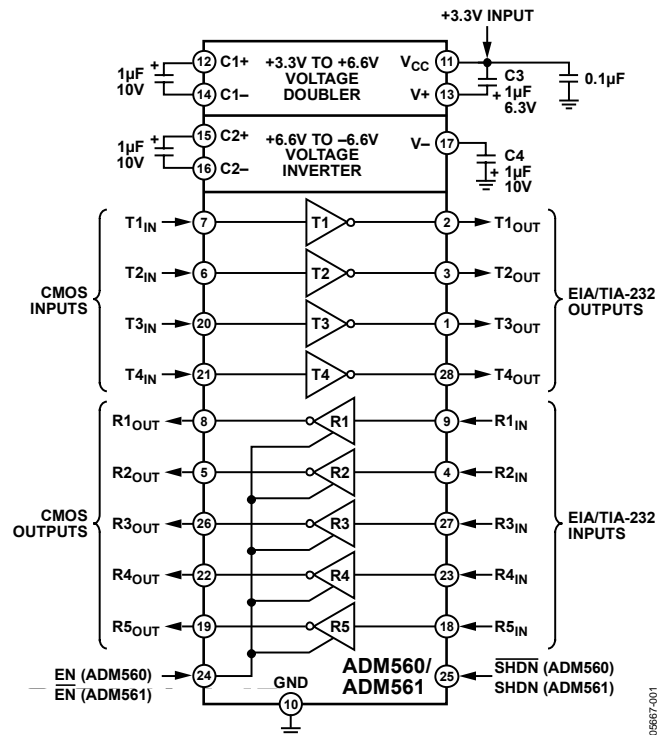 +3.3V INPUT
12 C1+ +3.3V TO +6.6V VOLTAGE DOUBLER VCC 11
1µF 10V + 14 C1– V+ 13 C3 + 1µF 6.3V 0.1µF
15 C2+ +6.6V TO –6.6V VOLTAGE INVERTER V– 17
1µF 10V + 16 C2– C4 + 1µF 10V
CMOS INPUTS
T1IN 7 T1 2 T1OUT
T2IN 6 T2 3 T2OUT
T3IN 20 T3 1 T3OUT
T4IN 21 T4 28 T4OUT
EIA/TIA-232 OUTPUTS
CMOS OUTPUTS
R1OUT 8 R1 9 R1IN
R2OUT 5 R2 4 R2IN
R3OUT 26 R3 27 R3IN
R4OUT 22 R4 23 R4IN
R5OUT 19 R5 18 R5IN
EIA/TIA-232 INPUTS
EN (ADM560) 24
EN (ADM561)
GND
10
ADM560/
ADM561
25 SHDN (ADM560)
SHDN (ADM561)
05667-001